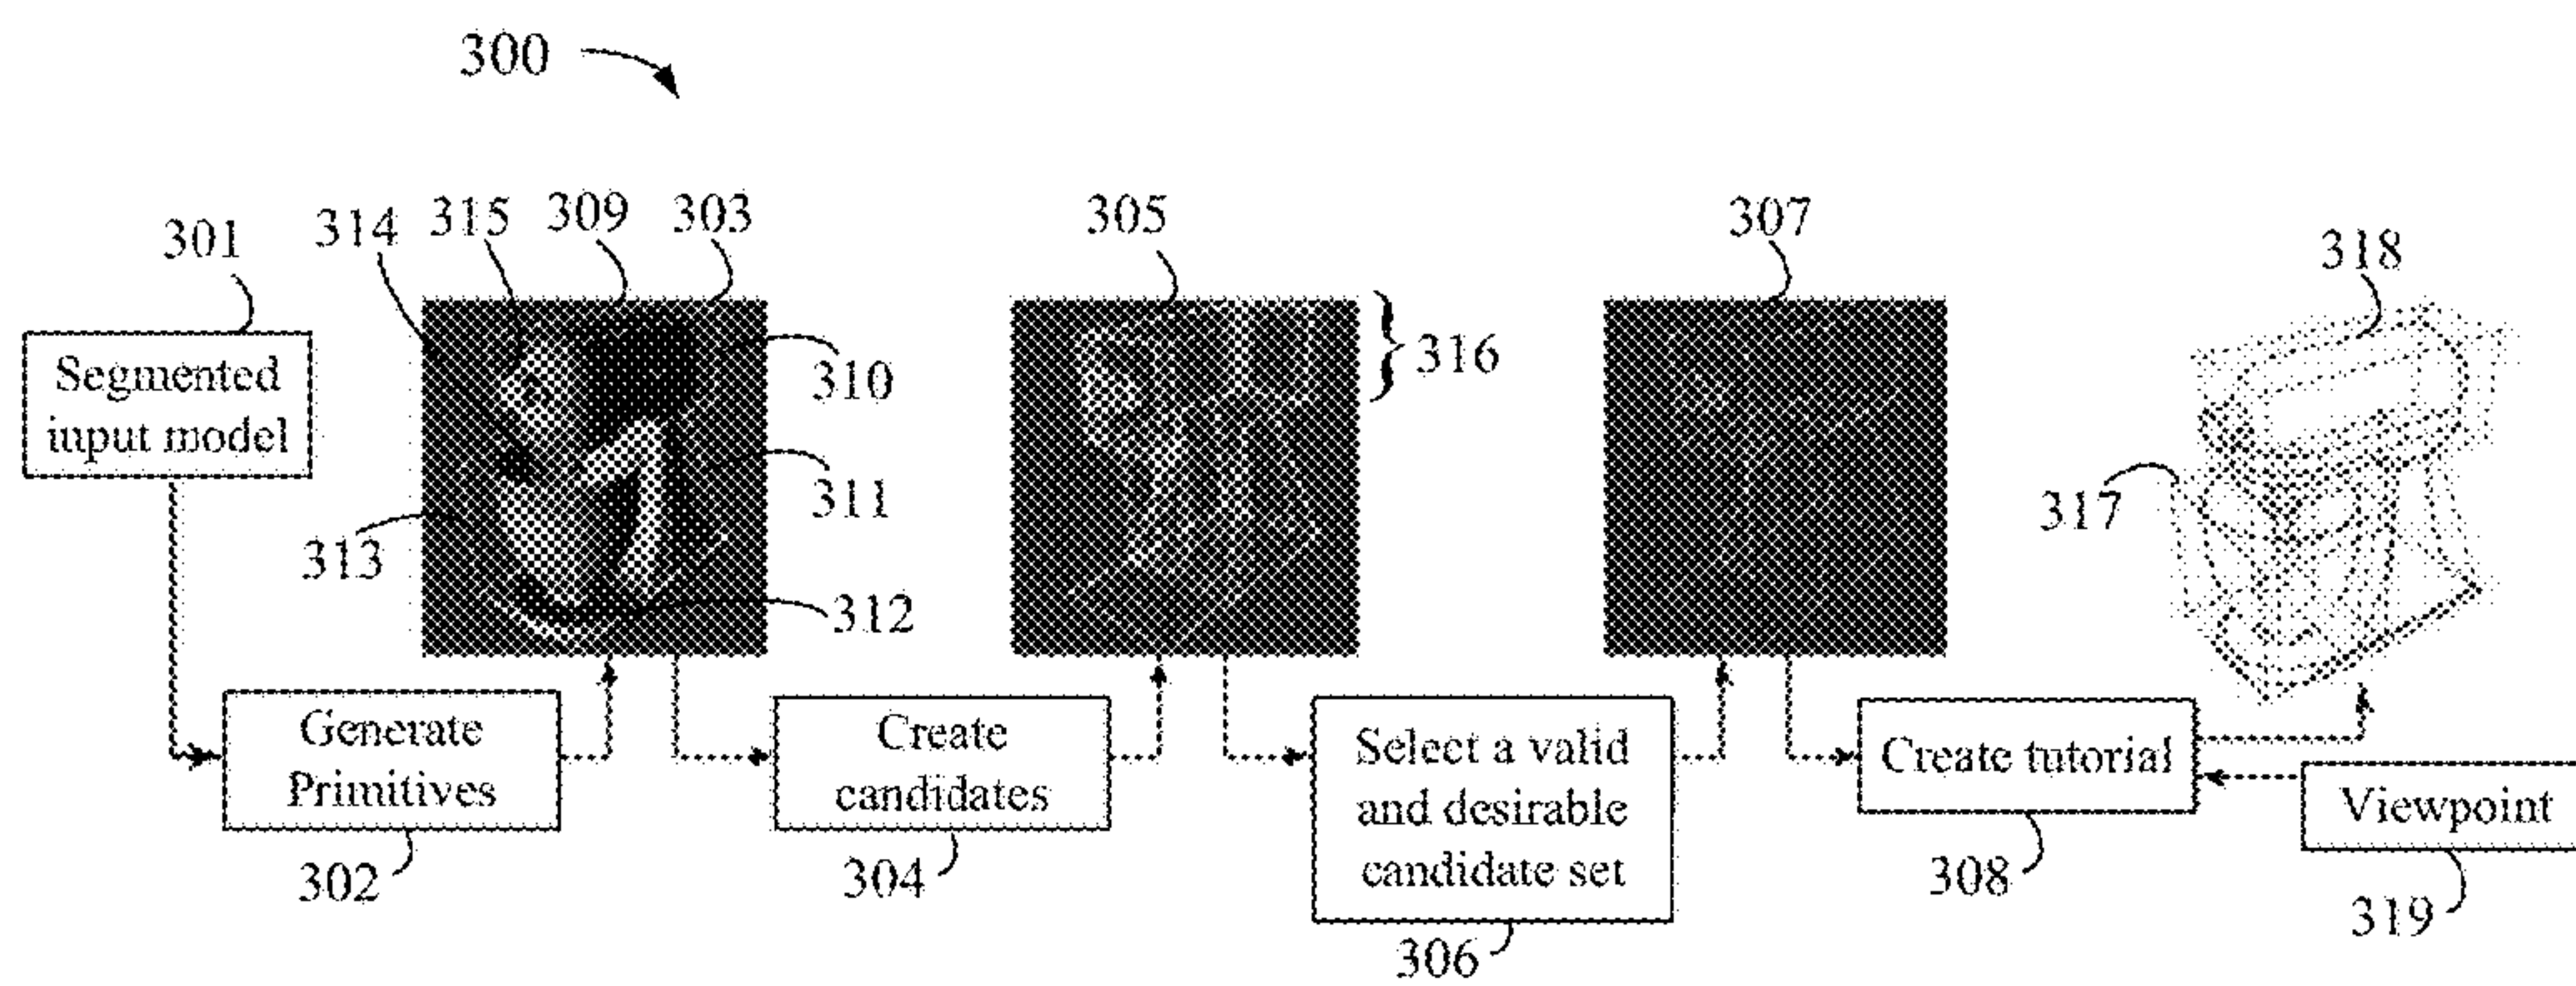 300
314 315 309 303
305
307
301
318
Segmented
input model
310
316
311
317
313
312
Generate
Primitives
Create
candidates
Select a valid
and desirable
candidate set
Create tutorial
Viewpoint
302
304
306
308
319